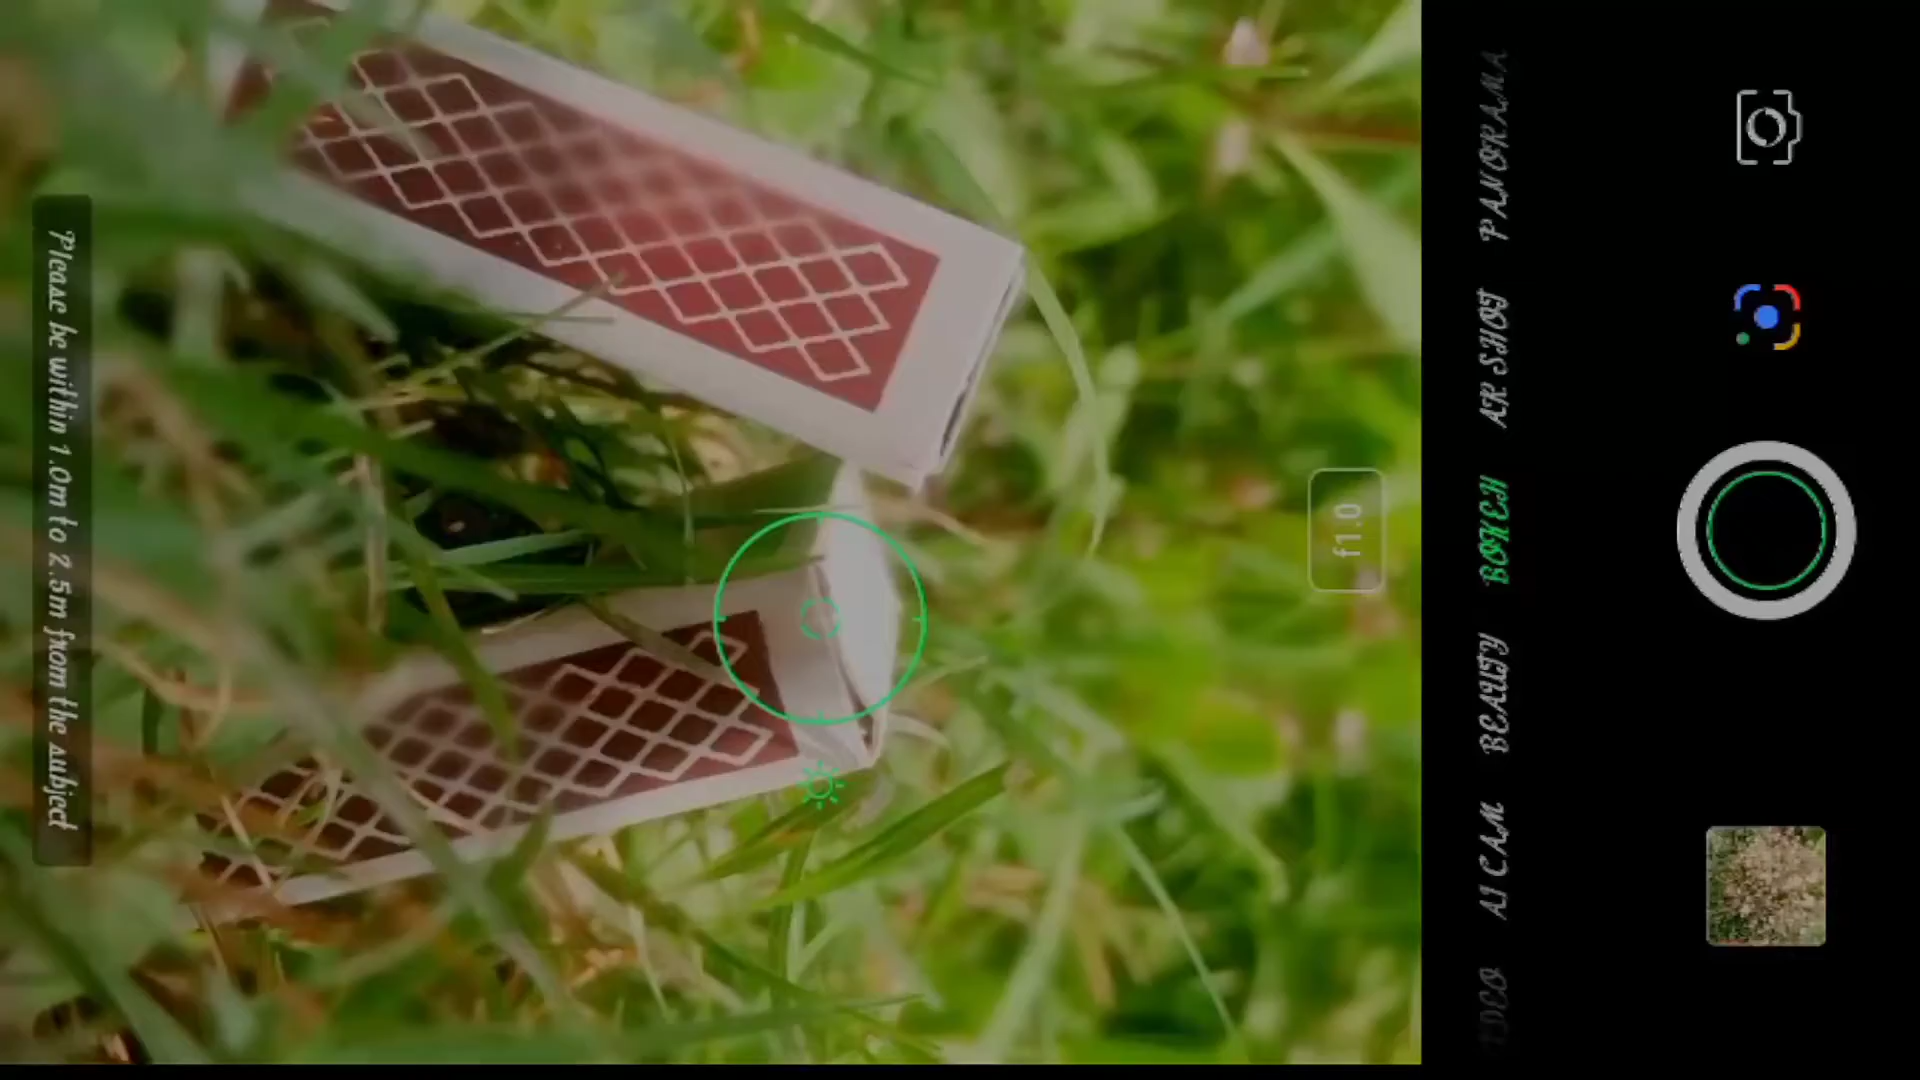 Please be within 1.0m to 2.5m from the subject
f1.0
PANORAMA
AR SHOT
BOKEH
BEAUTY
AI CAM